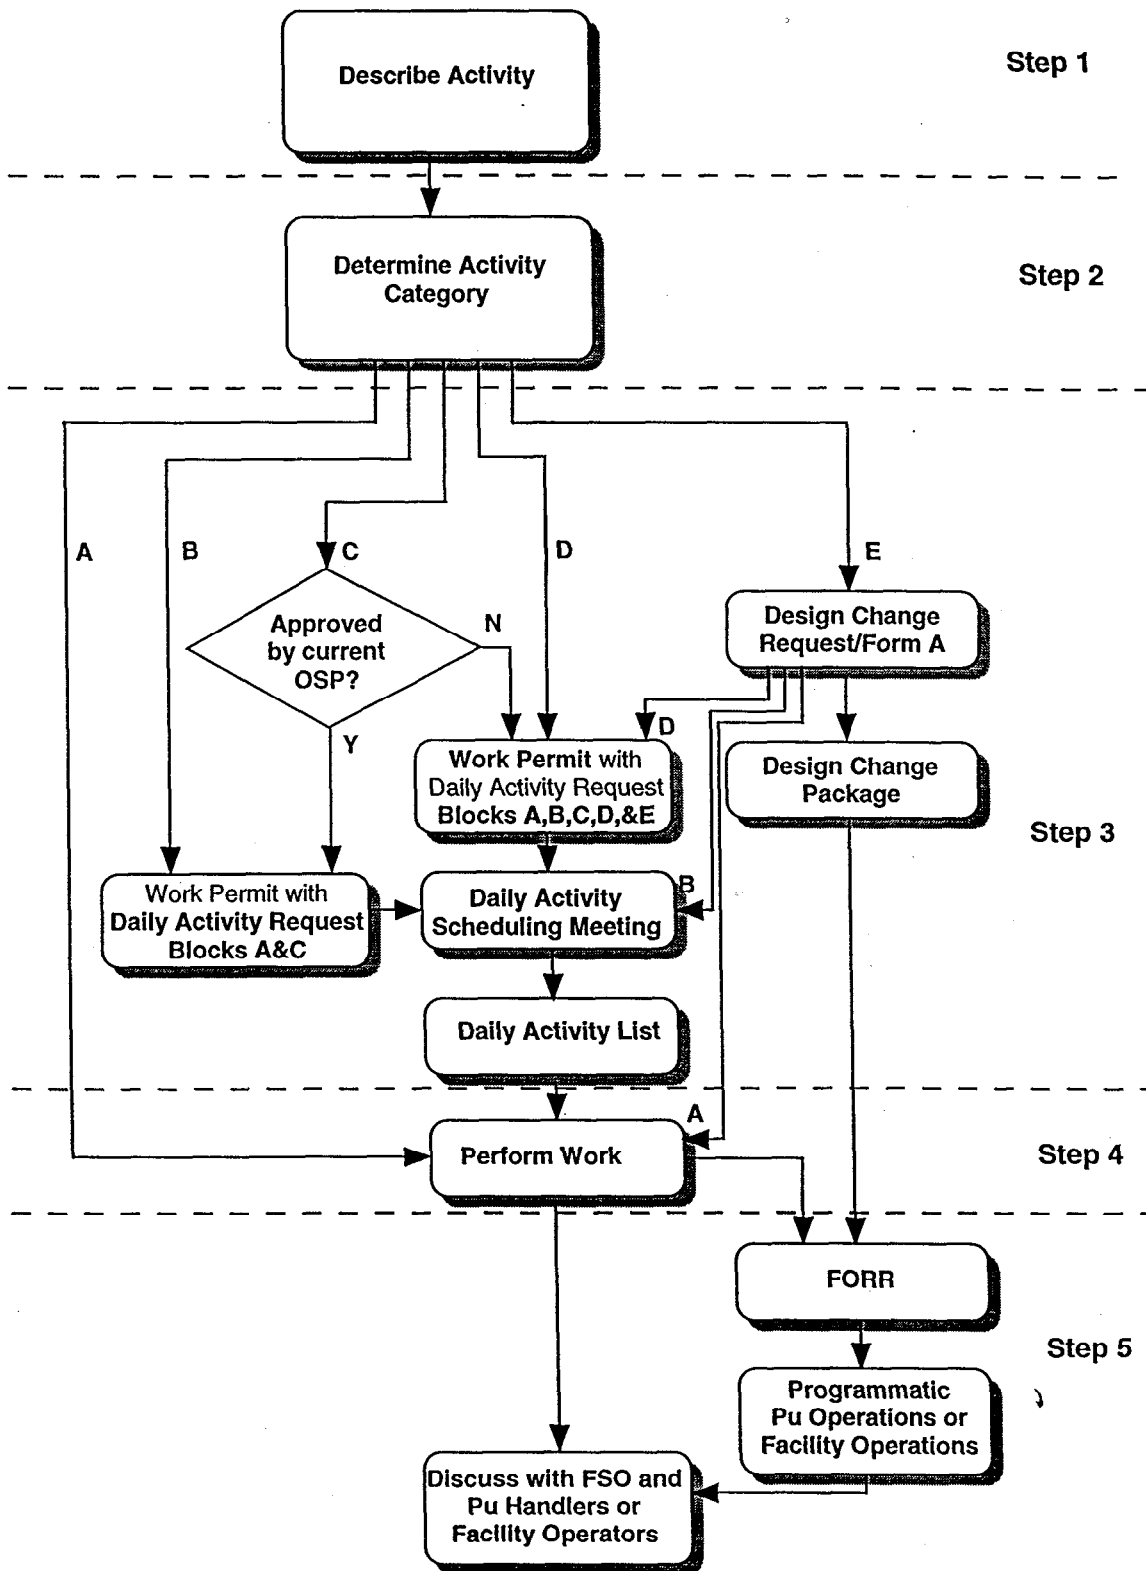 Describe Activity
Step 1
Determine Activity
Category
Step 2
A
B
C
D
E
Approved
by current
OSP?
N
Y
Design Change
Request/Form A
D
Work Permit with
Daily Activity Request
Blocks A,B,C,D,&E
Design Change
Package
Step 3
Work Permit with
Daily Activity Request
Blocks A&C
Daily Activity
Scheduling Meeting
B
Daily Activity List
A
Perform Work
Step 4
FORR
Step 5
Programmatic
Pu Operations or
Facility Operations
Discuss with FSO and
Pu Handlers or
Facility Operators